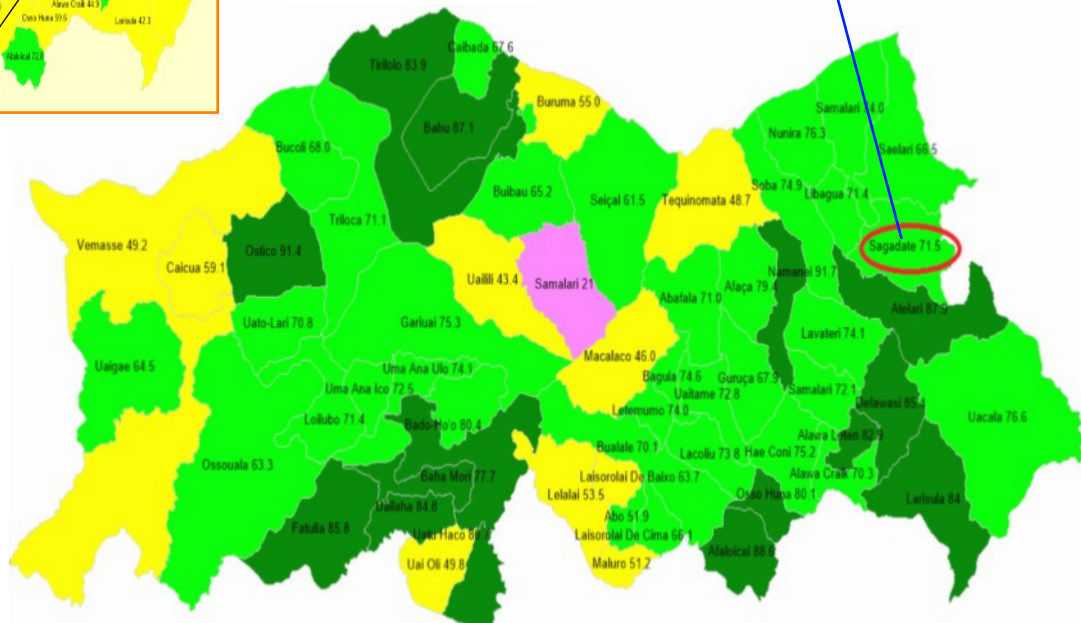 Alawa Craik 44.9
Osso Huna 59.6
Larisula 42.3
Tirilolo 83.9
Caibada 67.6
Buruma 55.0
Bahu 87.1
Samalari 74.0
Nunira 76.3
Saelari 66.5
Bucoli 68.0
Buibau 65.2
Seiçal 61.5
Tequinomata 48.7
Soba 74.9
Libagua 71.4
Triloca 71.1
Vemasse 49.2
Ostico 91.4
Caicua 59.1
Uailili 43.4
Samalari 21
Sagadate 71.5
Namanei 91.7
Afaça 79.4
Abafala 71.0
Atelari 87.9
Uato-Lari 70.8
Gariuai 75.3
Lavateri 74.1
Macalaco 46.0
Uaigae 64.5
Uma Ana Ulo 74.1
Uma Ana Ico 72.5
Baguia 74.6
Guruça 67.9
Uaitame 72.8
Samalari 72.1
Defawasi 85.4
Letemumo 74.0
Uacala 76.6
Loilubo 71.4
Bado-Ho'o 80.4
Alawa Leten 82.9
Bualale 70.1
Lacoliu 73.8
Hae Coni 75.2
Ossouala 63.3
Baha Mori 77.7
Laisorolai De Baixo 63.7
Alawa Craik 70.3
Lelalai 53.5
Osso Huna 80.1
Larisula 84
Uallaha 84.8
Abo 51.9
Fatulia 85.8
Uatu Haco
Laisorolai De Cima 66.1
Afaloicai 88.6
Uai Oli 49.8
Maluro 51.2